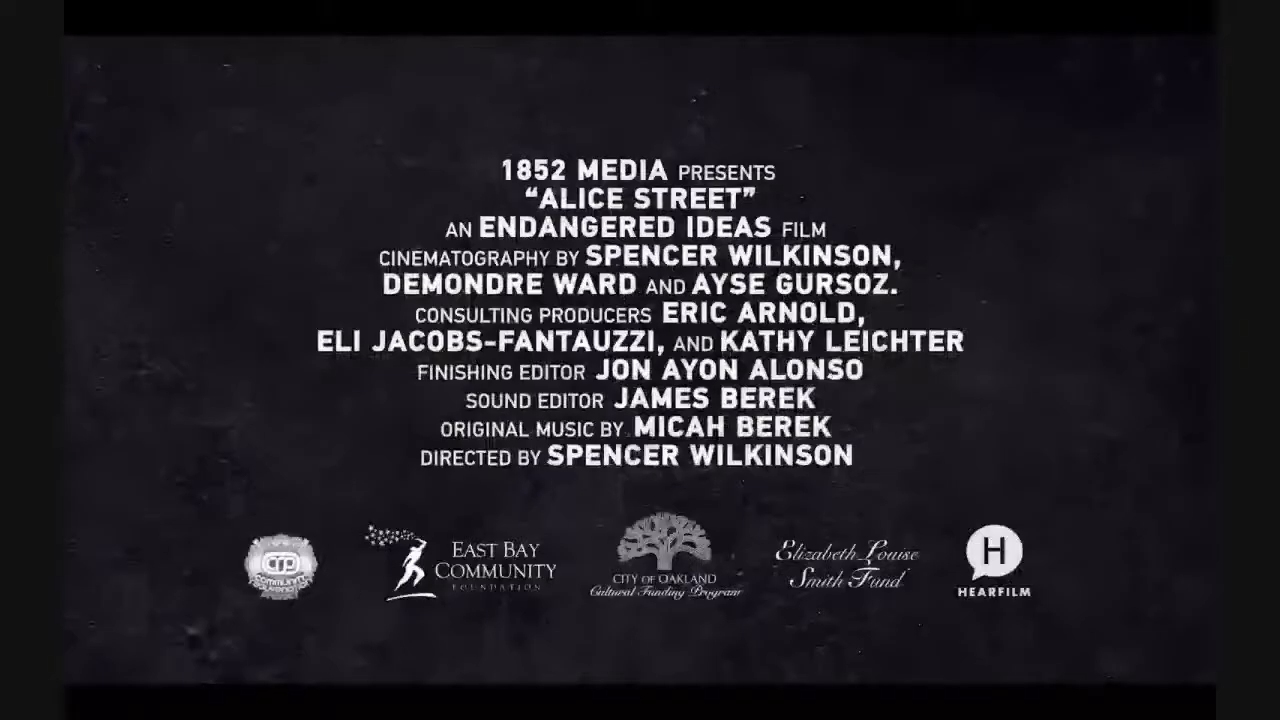 1852 MEDIA PRESENTS
“ALICE STREET”
AN ENDANGERED IDEAS FILM
CINEMATOGRAPHY BY SPENCER WILKINSON,
DEMONDRE WARD AND AYSE GURSOZ.
CONSULTING PRODUCERS ERIC ARNOLD,
ELI JACOBS-FANTAUZZI, AND KATHY LEICHTER
FINISHING EDITOR JON AYON ALONSO
SOUND EDITOR JAMES BEREK
ORIGINAL MUSIC BY MICAH BEREK
DIRECTED BY SPENCER WILKINSON
crp
COMMUNITY
EAST BAY
COMMUNITY
FOUNDATION
CITY OF OAKLAND
Cultural Funding Program
Elizabeth Louise
Smith Fund
H
HEARFILM